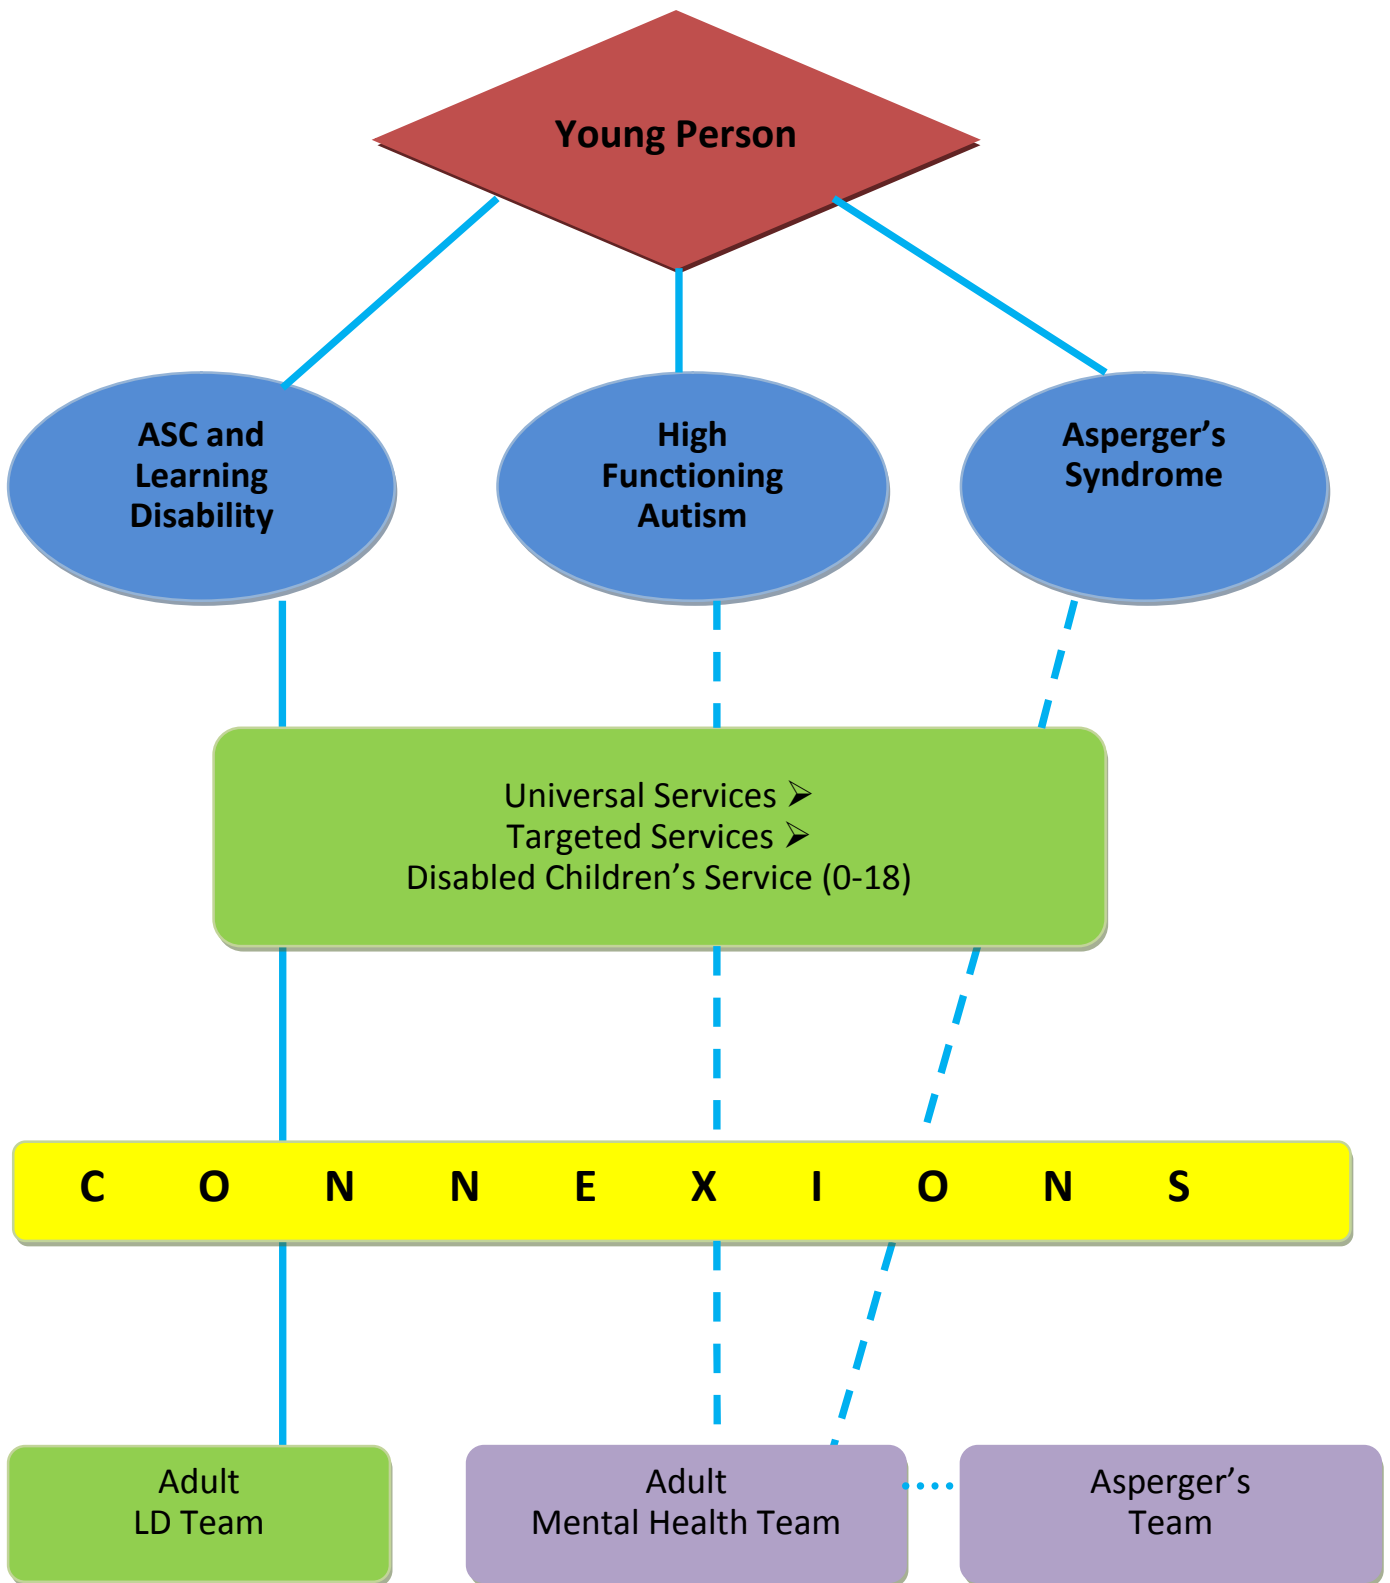 Young Person
ASC and
Learning
Disability
High
Functioning
Autism
Asperger’s
Syndrome
Universal Services ➢
Targeted Services ➢
Disabled Children’s Service (0-18)
C O N N E X I O N S
Adult
LD Team
Adult
Mental Health Team
Asperger’s
Team